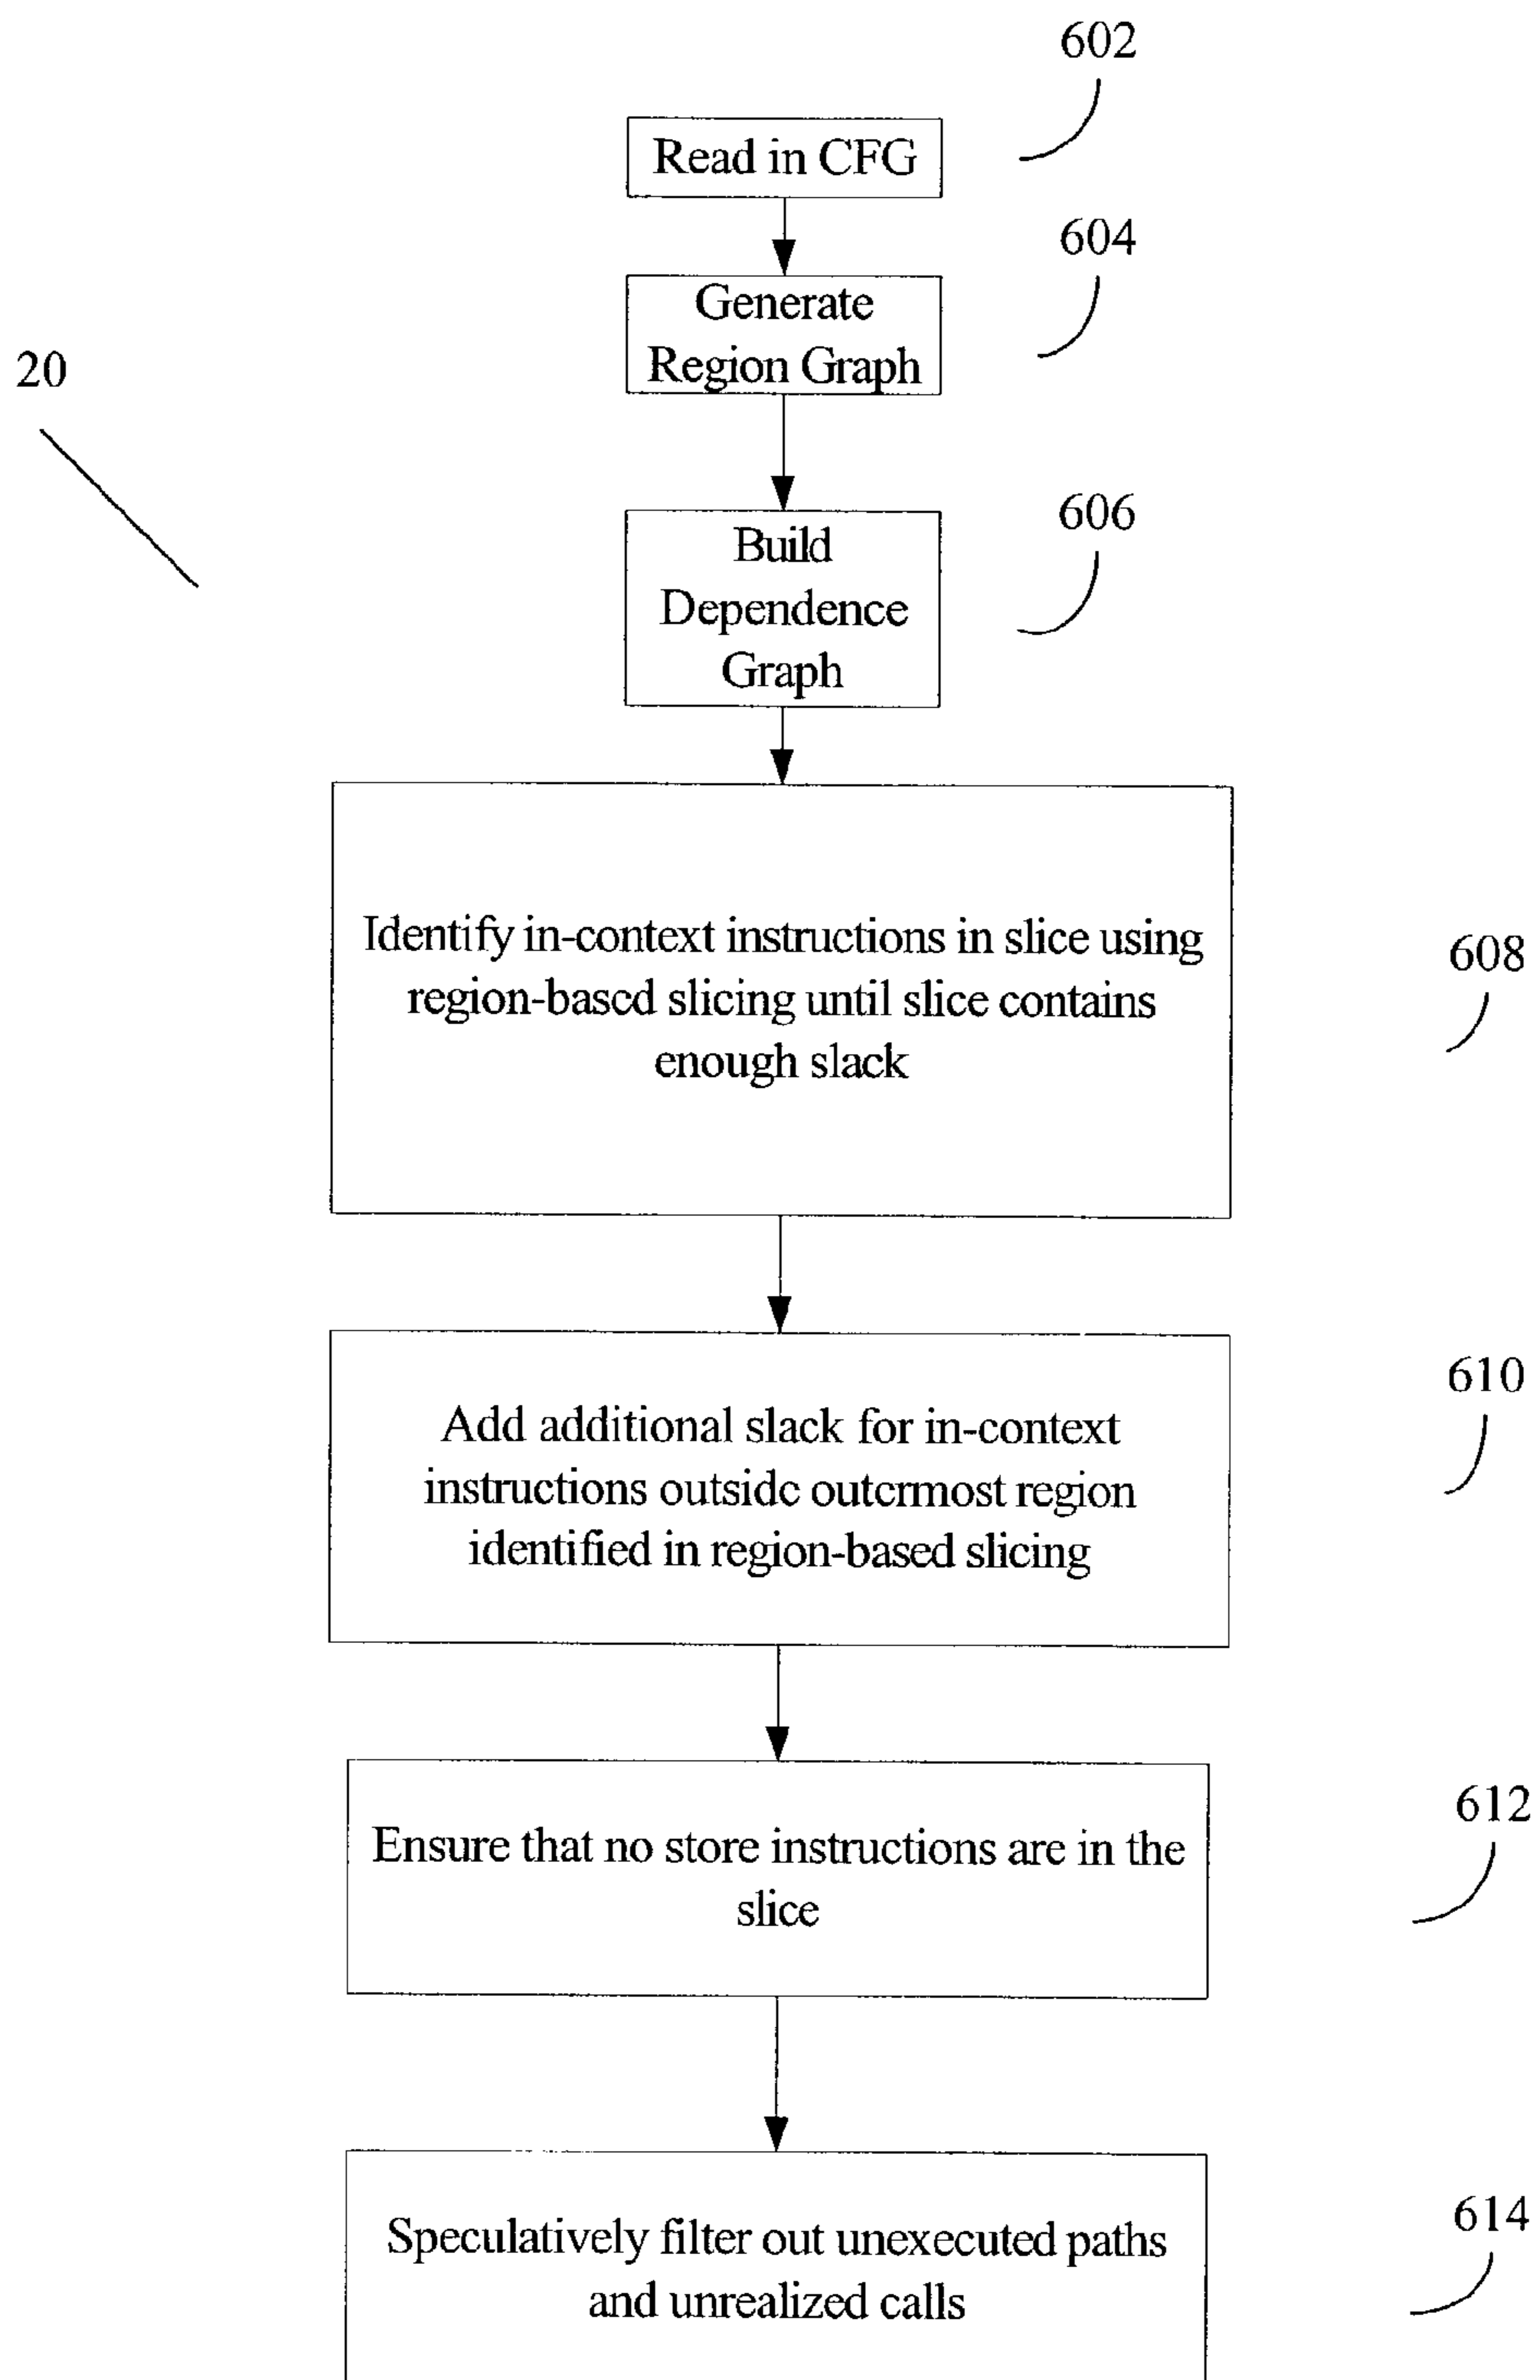 602
Read in CFG
604
Generate
Region Graph
20
606
Build
Dependence
Graph
Identify in-context instructions in slice using
region-based slicing until slice contains
enough slack
608
Add additional slack for in-context
instructions outside outermost region
identified in region-based slicing
610
Ensure that no store instructions are in the
slice
612
Speculatively filter out unexecuted paths
and unrealized calls
614